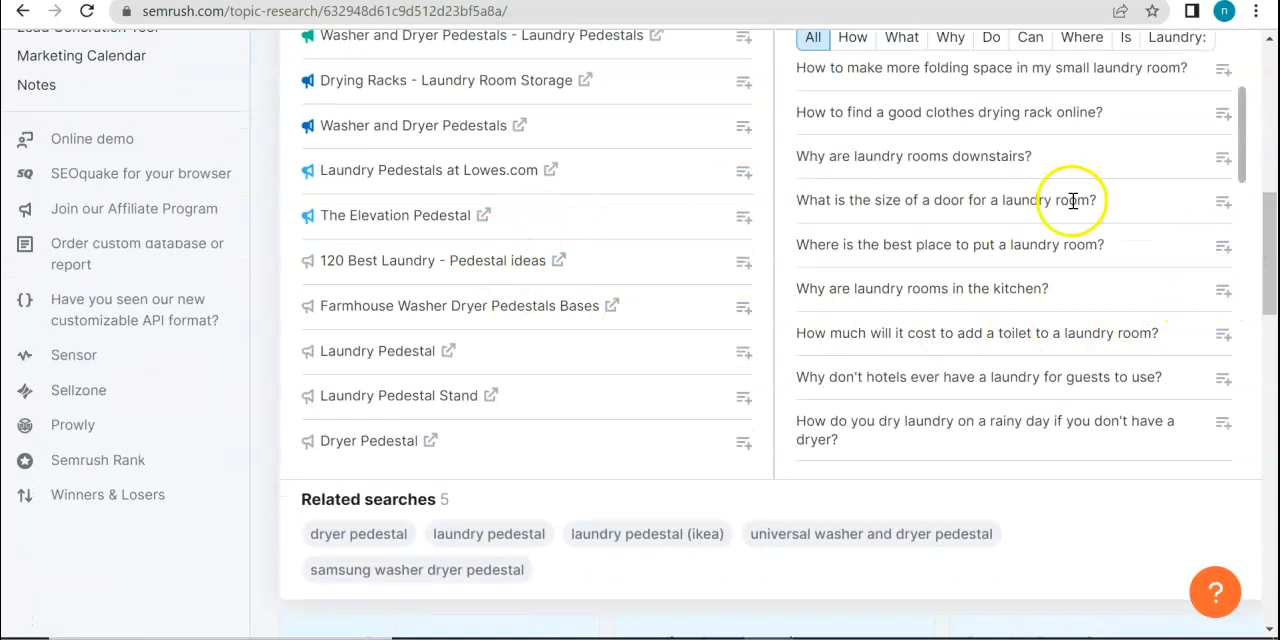 semrush.com/topic-research/632948d61c9d512d23bf5a8a/
n
Marketing Calendar
Notes
Online demo
SQ
SEOquake for your browser
Join our Affiliate Program
Order custom database or
report
{}
Have you seen our new
customizable API format?
Sensor
Sellzone
Prowly
Semrush Rank
Winners & Losers
Washer and Dryer Pedestals - Laundry Pedestals
Drying Racks - Laundry Room Storage
Washer and Dryer Pedestals
Laundry Pedestals at Lowes.com
The Elevation Pedestal
120 Best Laundry - Pedestal ideas
Farmhouse Washer Dryer Pedestals Bases
Laundry Pedestal
Laundry Pedestal Stand
Dryer Pedestal
All How What Why Do Can Where Is Laundry:
How to make more folding space in my small laundry room?
How to find a good clothes drying rack online?
Why are laundry rooms downstairs?
What is the size of a door for a laundry room?
Where is the best place to put a laundry room?
Why are laundry rooms in the kitchen?
How much will it cost to add a toilet to a laundry room?
Why don't hotels ever have a laundry for guests to use?
How do you dry laundry on a rainy day if you don't have a
dryer?
Related searches 5
dryer pedestal laundry pedestal laundry pedestal (ikea) universal washer and dryer pedestal
samsung washer dryer pedestal
?